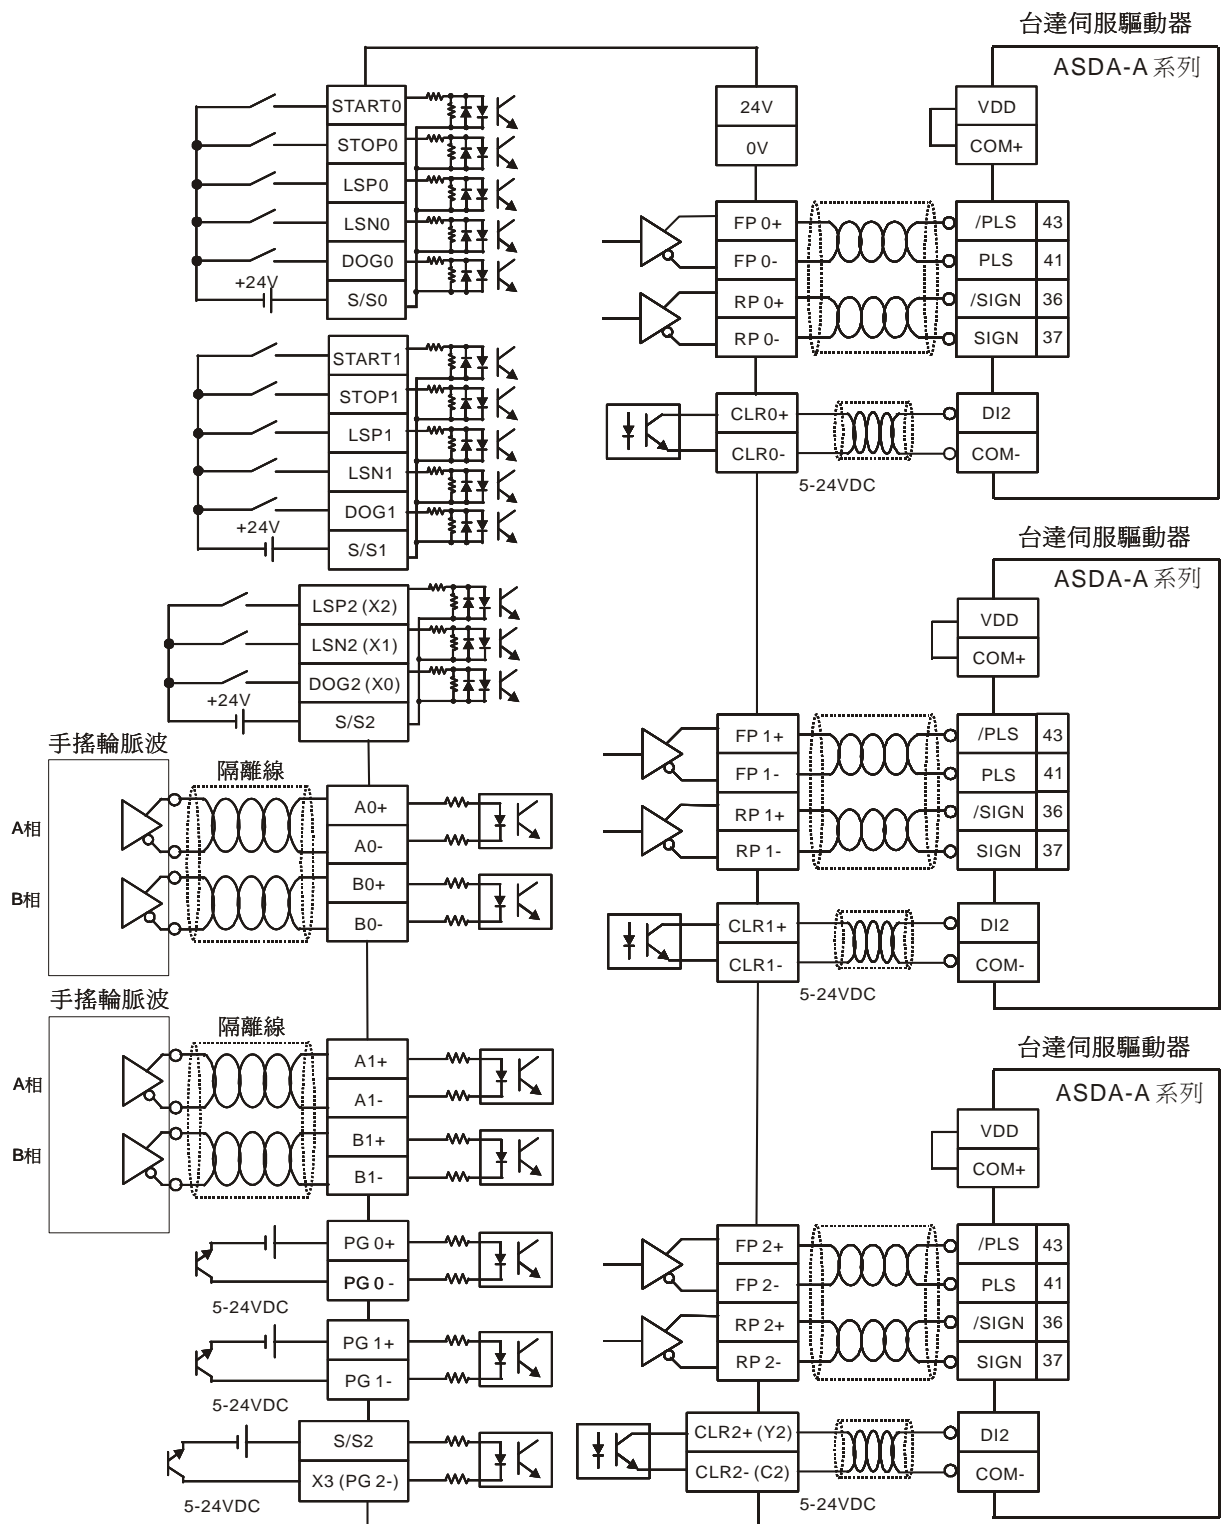 START0
STOP0
LSP0
LSN0
DOG0
+24V
S/S0
START1
STOP1
LSP1
LSN1
DOG1
+24V
S/S1
LSP2 (X2)
LSN2 (X1)
DOG2 (X0)
+24V
S/S2
手搖輪脈波
隔離線
A相
B相
A0+
A0-
B0+
B0-
手搖輪脈波
隔離線
A相
B相
A1+
A1-
B1+
B1-
PG 0+
PG 0 -
5-24VDC
PG 1+
PG 1-
5-24VDC
S/S2
X3 (PG 2-)
5-24VDC
台達伺服驅動器
ASDA-A 系列
24V
0V
VDD
COM+
FP 0+
FP 0-
RP 0+
RP 0-
/PLS 43
PLS 41
/SIGN 36
SIGN 37
CLR0+
CLR0-
5-24VDC
DI2
COM-
台達伺服驅動器
ASDA-A 系列
VDD
COM+
FP 1+
FP 1-
RP 1+
RP 1-
/PLS 43
PLS 41
/SIGN 36
SIGN 37
CLR1+
CLR1-
5-24VDC
DI2
COM-
台達伺服驅動器
ASDA-A 系列
VDD
COM+
FP 2+
FP 2-
RP 2+
RP 2-
/PLS 43
PLS 41
/SIGN 36
SIGN 37
CLR2+ (Y2)
CLR2- (C2)
5-24VDC
DI2
COM-